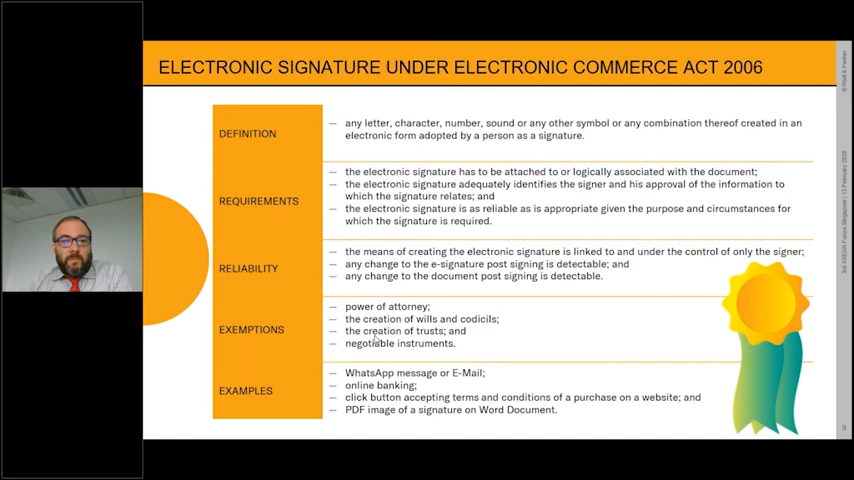 ELECTRONIC SIGNATURE UNDER ELECTRONIC COMMERCE ACT 2006
DEFINITION
— any letter, character, number, sound or any other symbol or any combination thereof created in an
electronic form adopted by a person as a signature.
REQUIREMENTS
— the electronic signature has to be attached to or logically associated with the document;
— the electronic signature adequately identifies the signer and his approval of the information to
which the signature relates; and
— the electronic signature is as reliable as is appropriate given the purpose and circumstances for
which the signature is required.
RELIABILITY
— the means of creating the electronic signature is linked to and under the control of only the signer;
— any change to the e-signature post signing is detectable; and
— any change to the document post signing is detectable.
EXEMPTIONS
— power of attorney;
— the creation of wills and codicils;
— the creation of trusts; and
— negotiable instruments.
EXAMPLES
— WhatsApp message or E-Mail;
— online banking;
— click button accepting terms and conditions of a purchase on a website; and
— PDF image of a signature on Word Document.
3rd ASEAN Forum Singapore | 13 February 2020
9